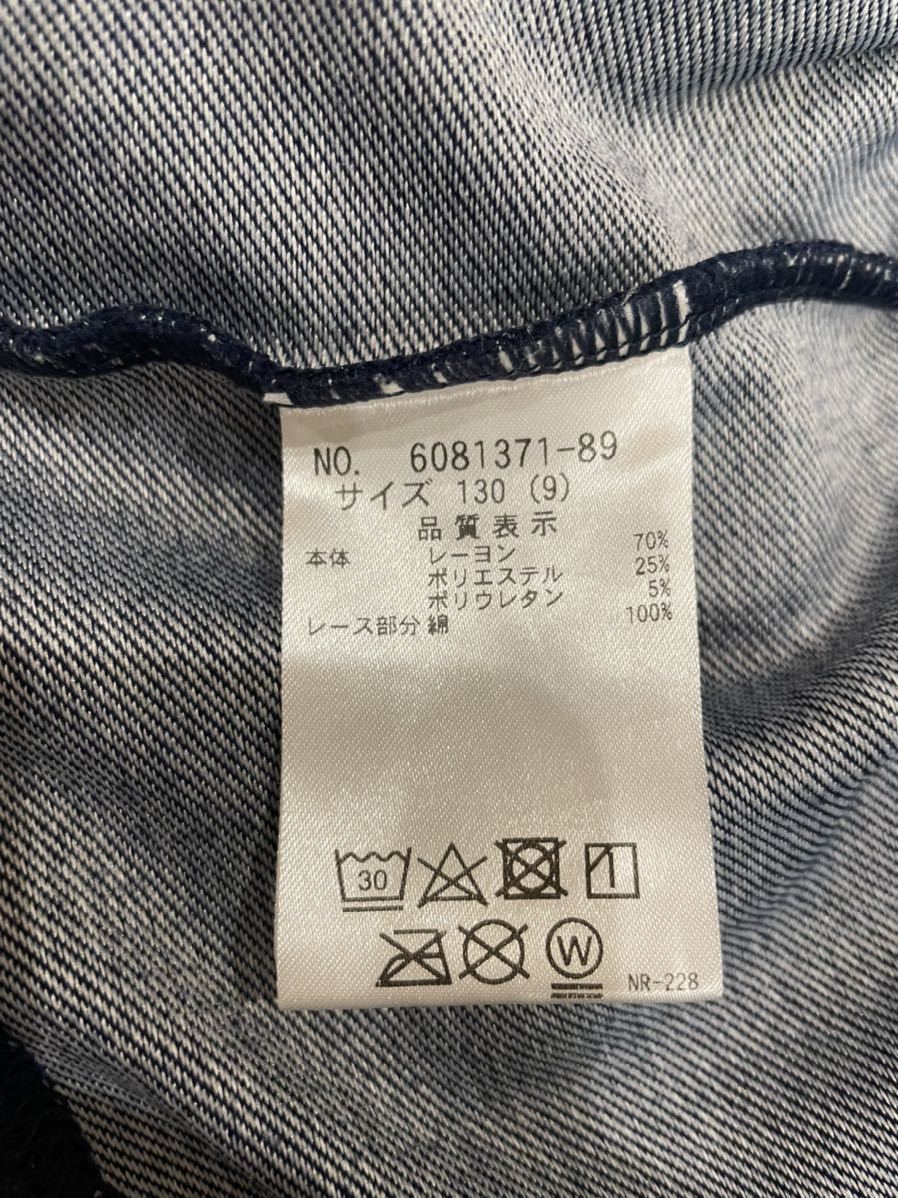 NO. 6081371-89
サイズ 130 (9)
品質表示
本体 レーヨン 70%
ポリエステル 25%
ポリウレタン 5%
レース部分 綿 100%
30
W
NR-228